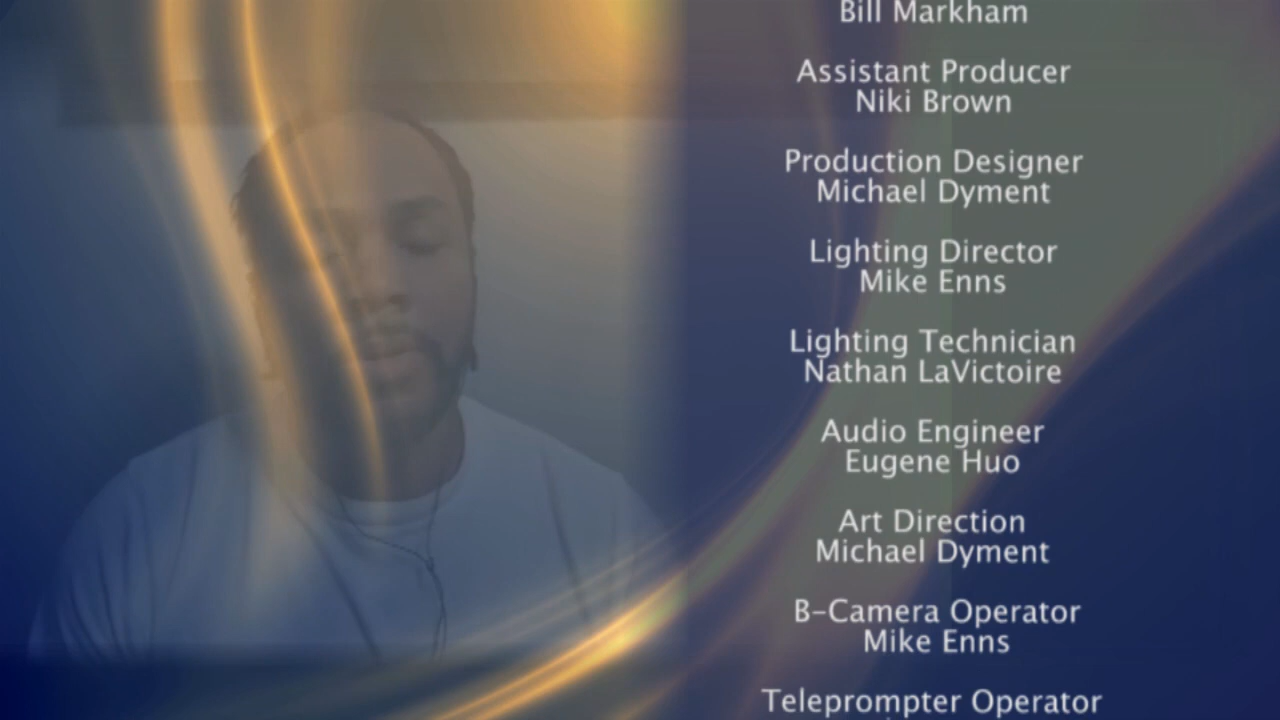 Bill Markham
Assistant Producer
Niki Brown
Production Designer
Michael Dyment
Lighting Director
Mike Enns
Lighting Technician
Nathan LaVictoire
Audio Engineer
Eugene Huo
Art Direction
Michael Dyment
B-Camera Operator
Mike Enns
Teleprompter Operator